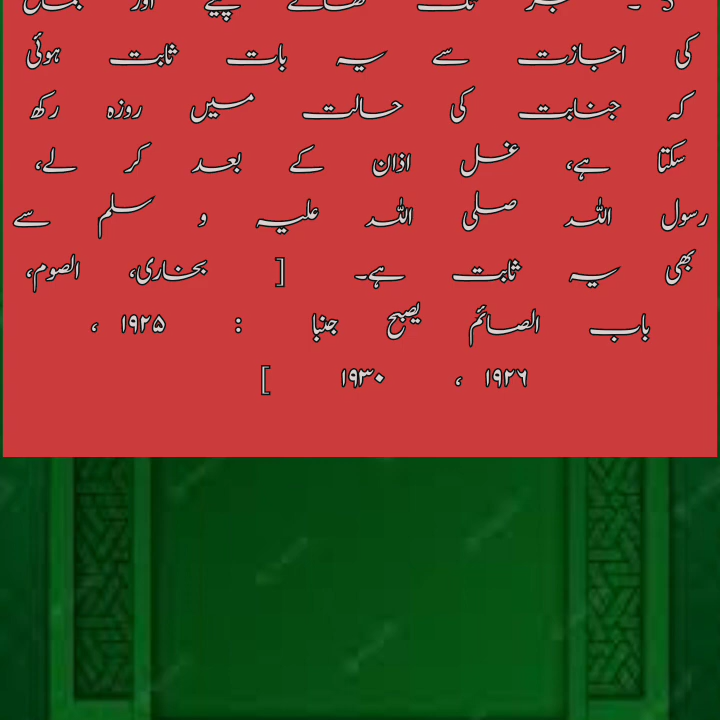 کی اجازت سے یہ بات ثابت ہوئی
کہ جنابت کی حالت میں روزہ رکھ
سکتا ہے، غسل اذان کے بعد کر لے،
رسول اللہ صلی اللہ علیہ و سلم سے
بھی یہ ثابت ہے۔ [ بخاری، الصوم،
باب الصائم یصبح جنبا : ۱۹۲۵ ،
۱۹۲۶ ، ۱۹۳۰ ]